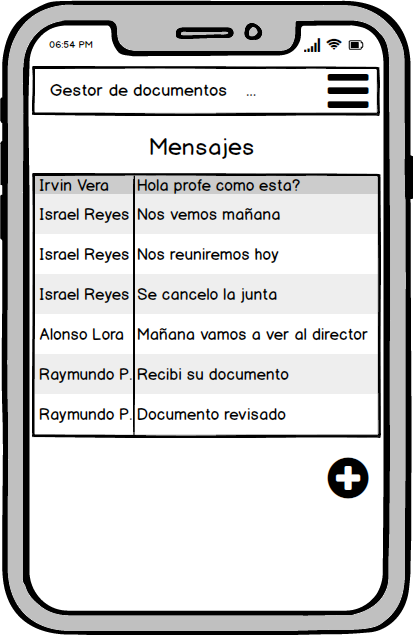 06:54 PM
Gestor de documentos ...
Mensajes
Irvin Vera Hola profe como esta?
Israel Reyes Nos vemos mañana
Israel Reyes Nos reuniremos hoy
Israel Reyes Se cancelo la junta
Alonso Lora Mañana vamos a ver al director
Raymundo P. Recibi su documento
Raymundo P. Documento revisado